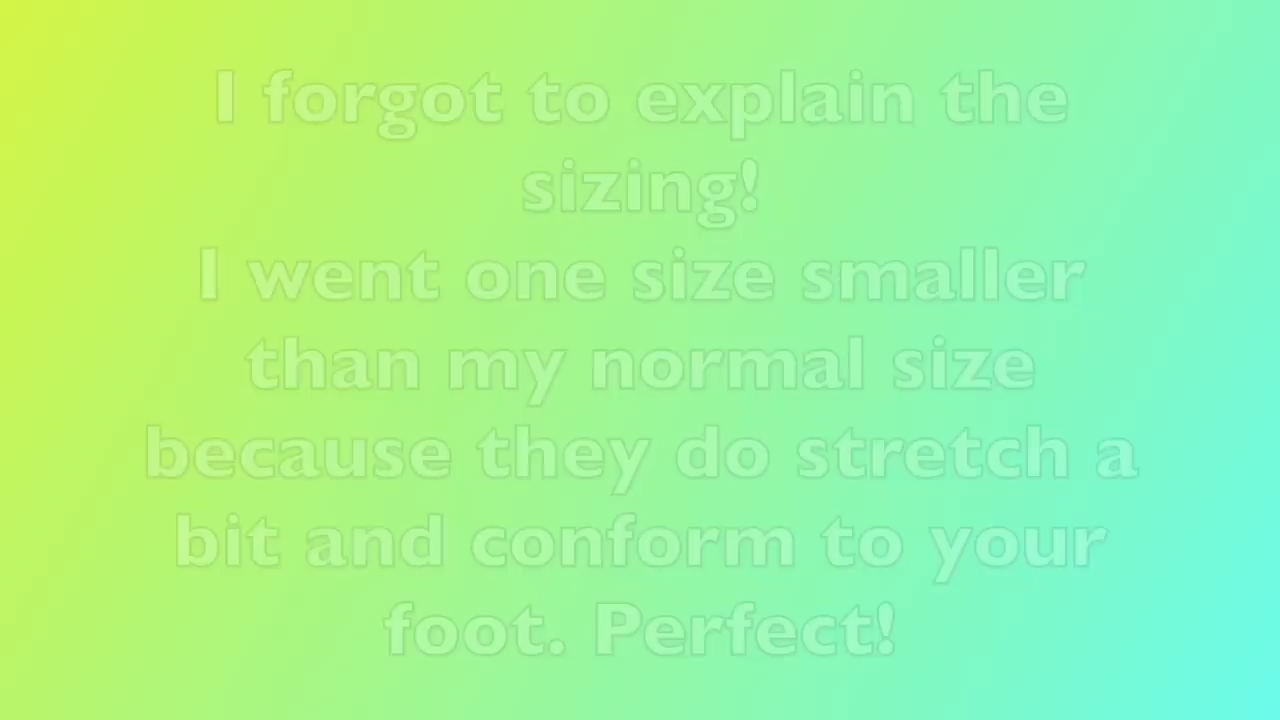 I forgot to explain the
sizing!
I went one size smaller
than my normal size
because they do stretch a
bit and conform to your
foot. Perfect!